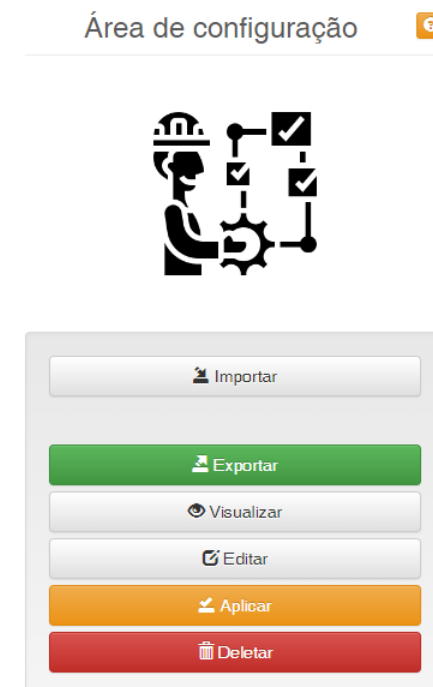 Área de configuração
Importar
Exportar
Visualizar
Editar
Aplicar
Deletar